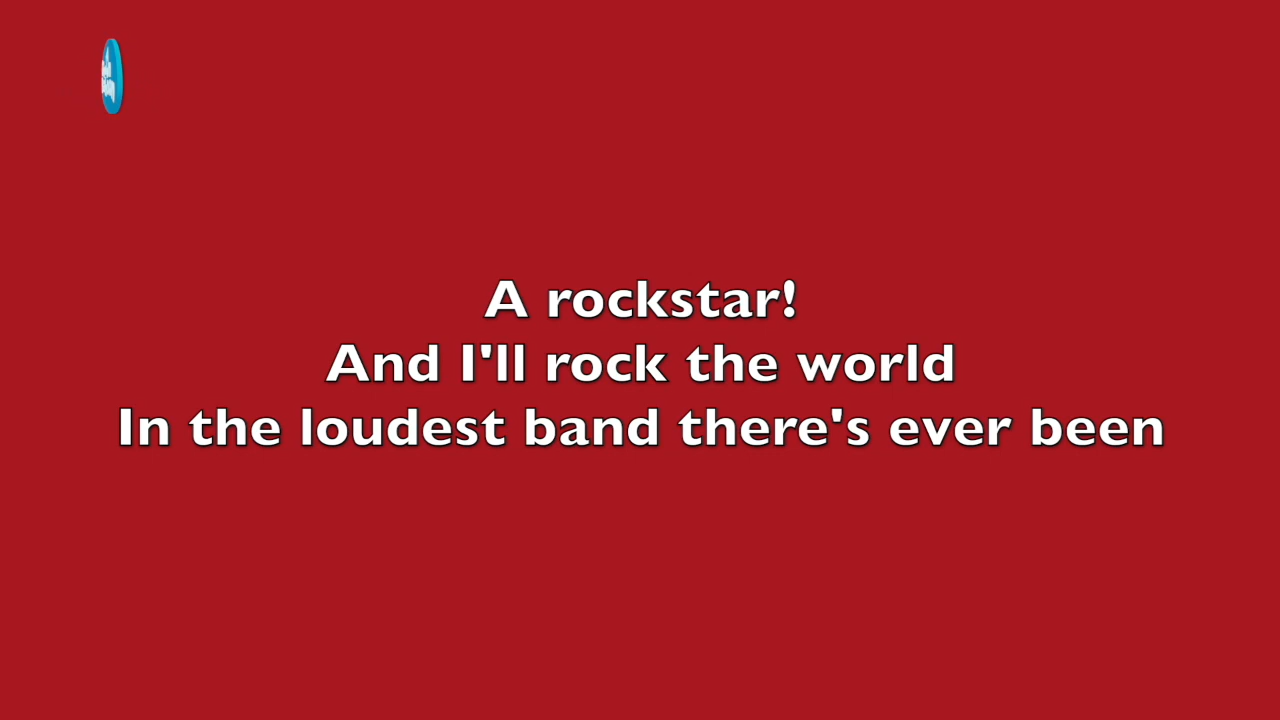 A rockstar!
And I'll rock the world
In the loudest band there's ever been